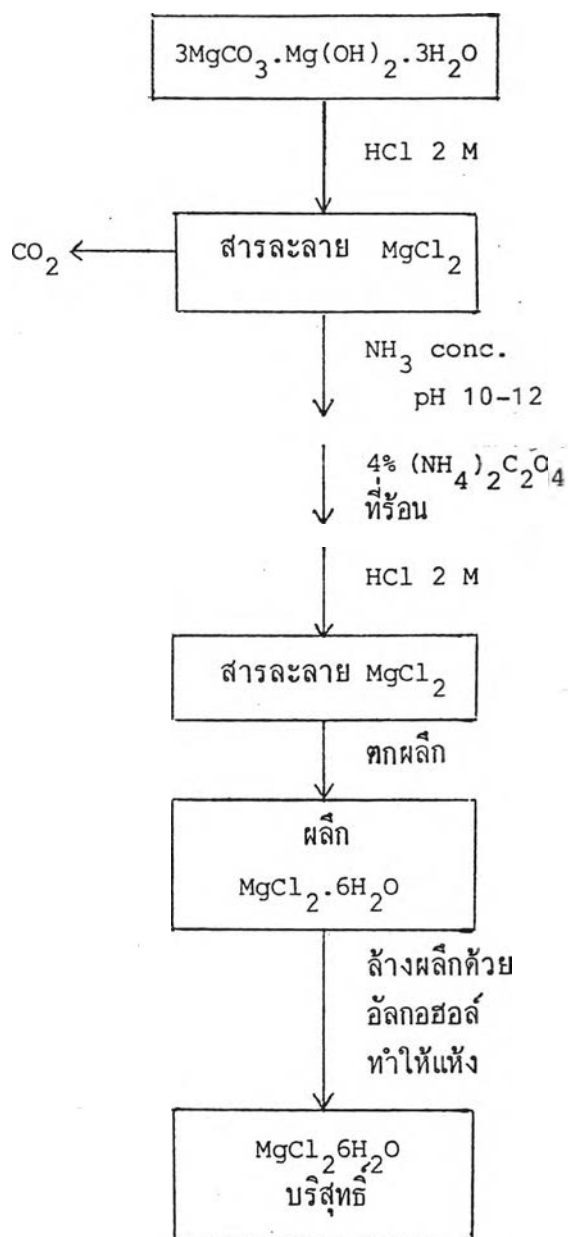 3MgCO₃.Mg(OH)₂.3H₂O
HCl 2 M
CO₂
สารละลาย MgCl₂
NH₃ conc.
pH 10-12
4% (NH₄)₂C₂O₄
ที่ร้อน
HCl 2 M
สารละลาย MgCl₂
ตกผลึก
ผลึก
MgCl₂.6H₂O
ล้างผลึกด้วย
อัลกอฮอล์
ทำให้แห้ง
MgCl₂6H₂O
บริสุทธิ์